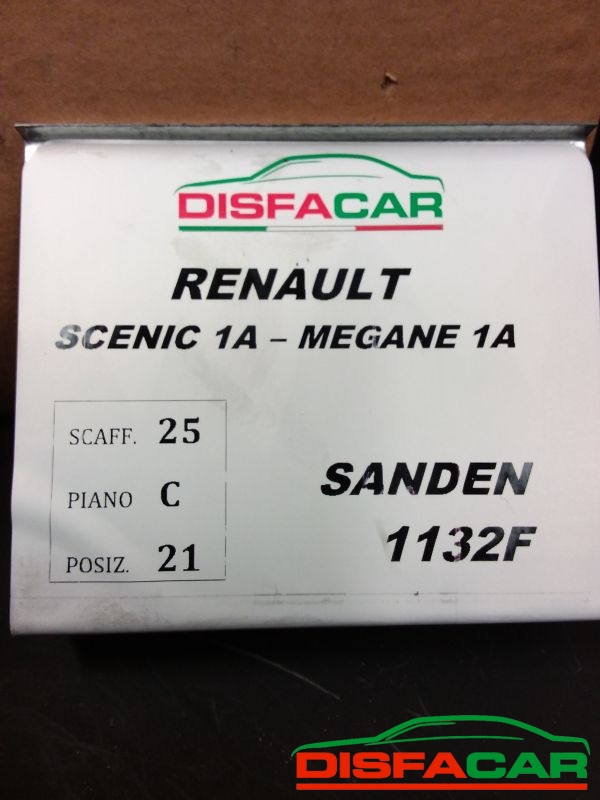 DISFACAR
RENAULT
SCENIC 1A – MEGANE 1A
SCAFF. 25
PIANO C
POSIZ. 21
SANDEN
1132F
DISFACAR